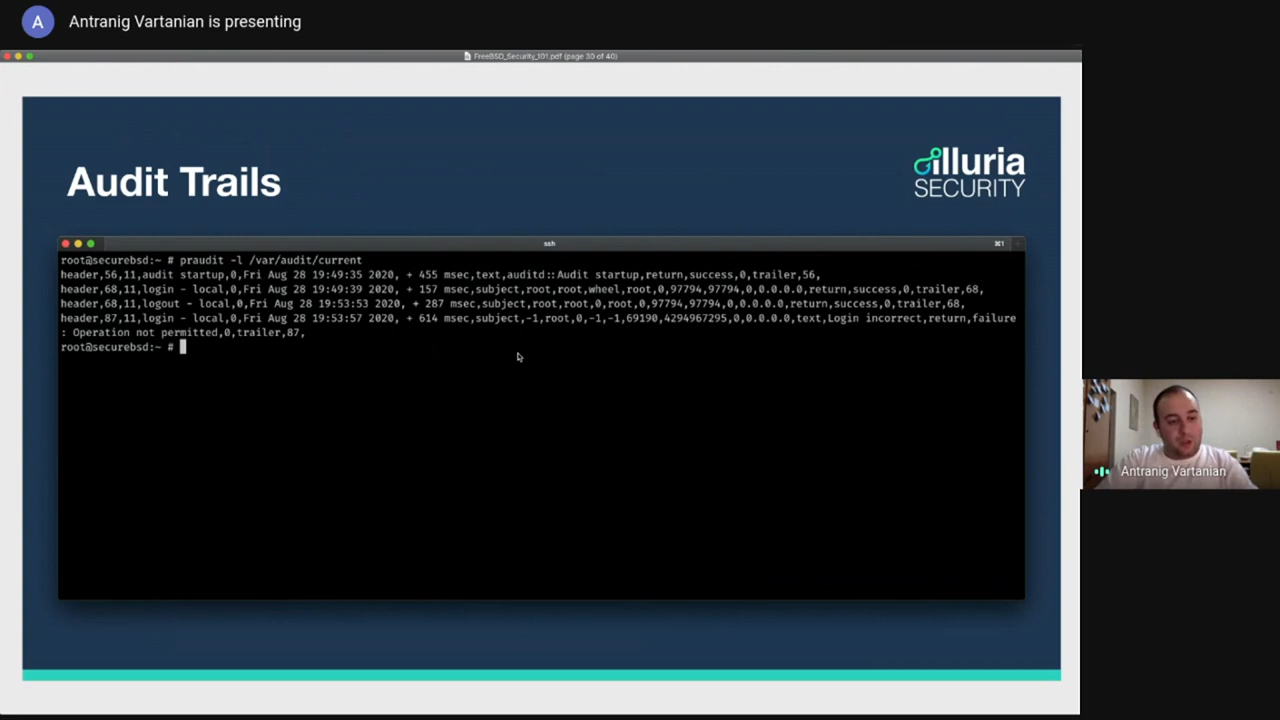 A
Antranig Vartanian is presenting
FreeBSD_Security_101.pdf (page 30 of 40)
Audit Trails
illuria
SECURITY
ssh
⌘1
root@securebsd:~ # praudit -l /var/audit/current
header,56,11,audit startup,0,Fri Aug 28 19:49:35 2020, + 455 msec,text,auditd::Audit startup,return,success,0,trailer,56,
header,68,11,login - local,0,Fri Aug 28 19:49:39 2020, + 157 msec,subject,root,root,wheel,root,0,97794,97794,0,0.0.0.0,return,success,0,trailer,68,
header,68,11,logout - local,0,Fri Aug 28 19:53:53 2020, + 287 msec,subject,root,root,0,root,0,97794,97794,0,0.0.0.0,return,success,0,trailer,68,
header,87,11,login - local,0,Fri Aug 28 19:53:57 2020, + 614 msec,subject,-1,root,0,-1,-1,69190,4294967295,0,0.0.0.0,text,Login incorrect,return,failure
: Operation not permitted,0,trailer,87,
root@securebsd:~ #
Antranig Vartanian